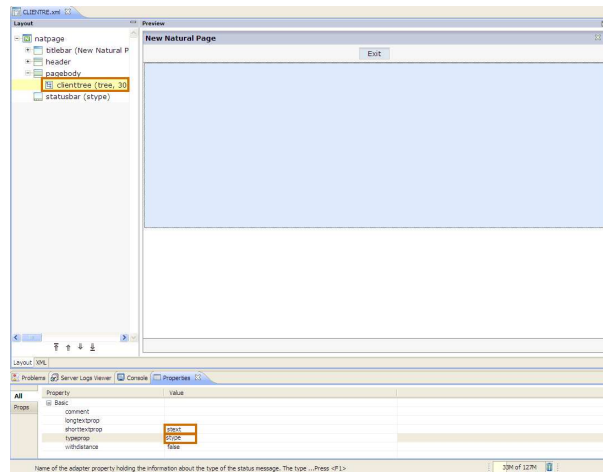 CLIENTRE.xml
Layout
Preview
natpage
titlebar (New Natural P
header
pagebody
clienttree (tree, 30
statusbar (stype)
New Natural Page
Exit
Layout XML
Problems Server Logs Viewer Console Properties
All
Props
Property Value
Basic
comment
longtextprop
shorttextprop stext
typeprop stype
withdistance false
Name of the adapter property holding the information about the type of the status message. The type ...Press <F1>
33M of 127M